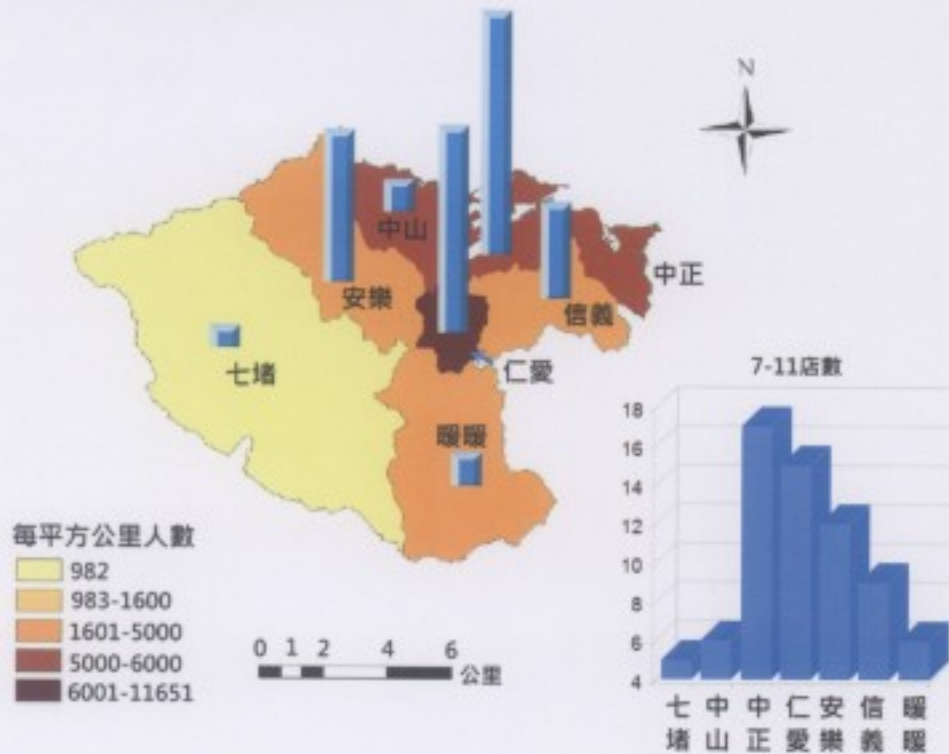 N
中山
中正
安樂
信義
七堵
仁愛
暖暖
每平方公里人數
982
983-1600
1601-5000
5000-6000
6001-11651
0 1 2 4 6
公里
7-11店數
18
16
14
12
10
8
6
4
七堵 中山 中正 仁愛 安樂 信義 暖暖